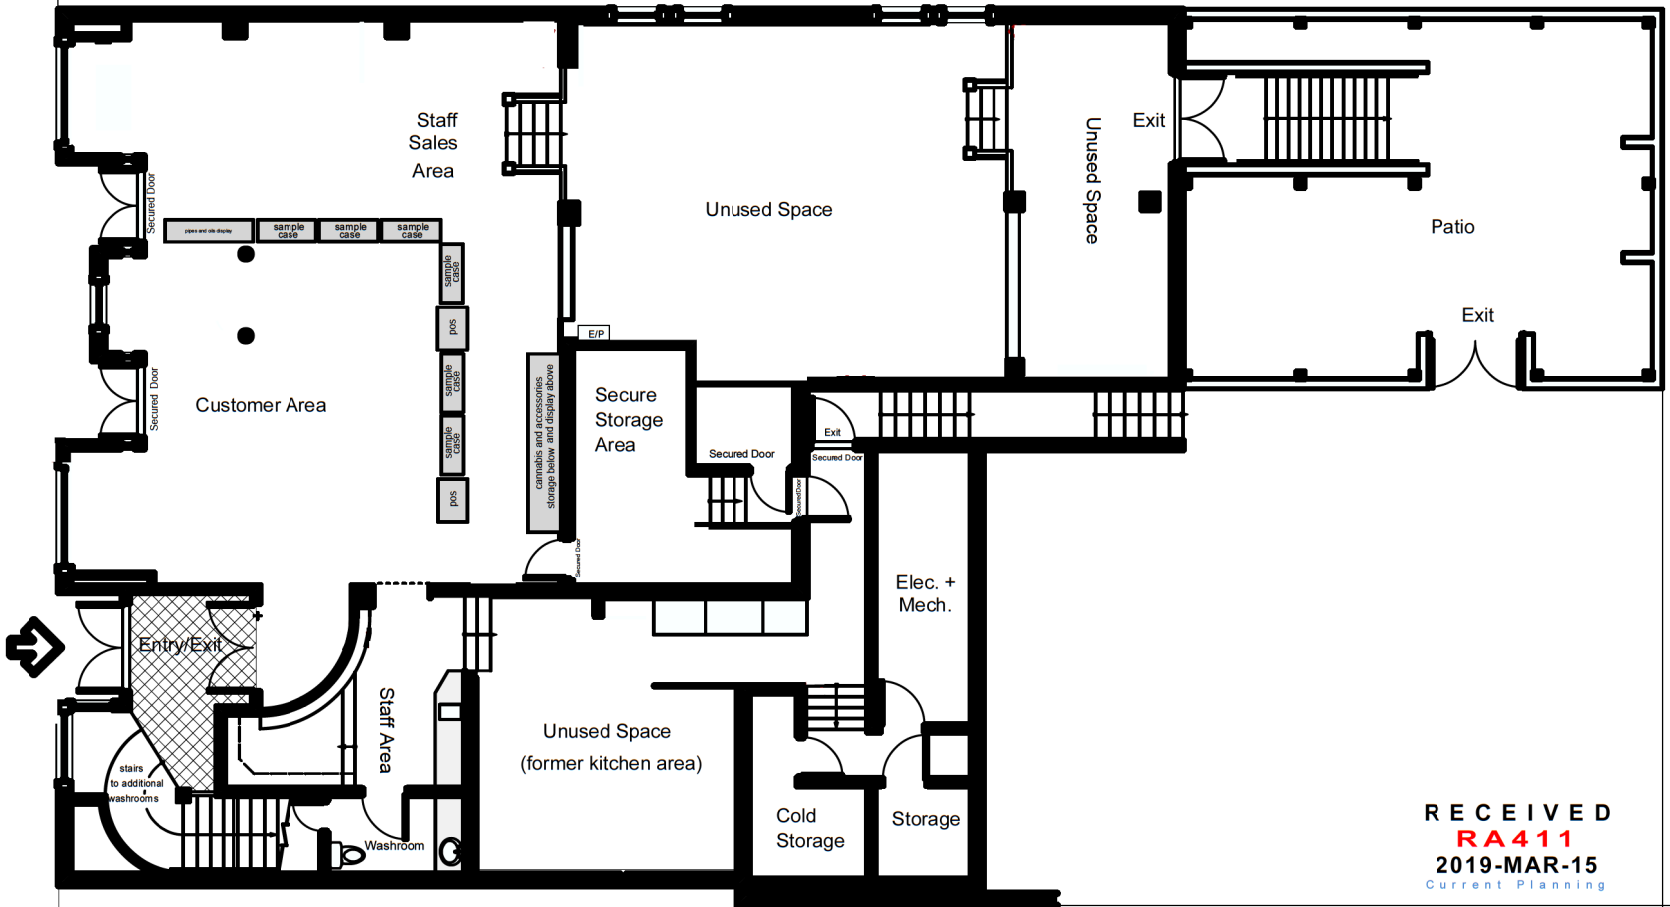 Staff
Sales
Area
Unused Space
Unused Space
Exit
Patio
Exit
Secured Door
pipes and oils display
sample
case
sample
case
sample
case
sample
case
pos
sample
case
sample
case
pos
E/P
Customer Area
Secured Door
cannabis and accessories
storage below and display above
Secure
Storage
Area
Secured Door
Exit
Secured Door
Secured Door
Secured Door
Elec. +
Mech.
Entry/Exit
Staff Area
Unused Space
(former kitchen area)
stairs
to additional
washrooms
Washroom
Cold
Storage
Storage
RECEIVED
RA411
2019-MAR-15
Current Planning